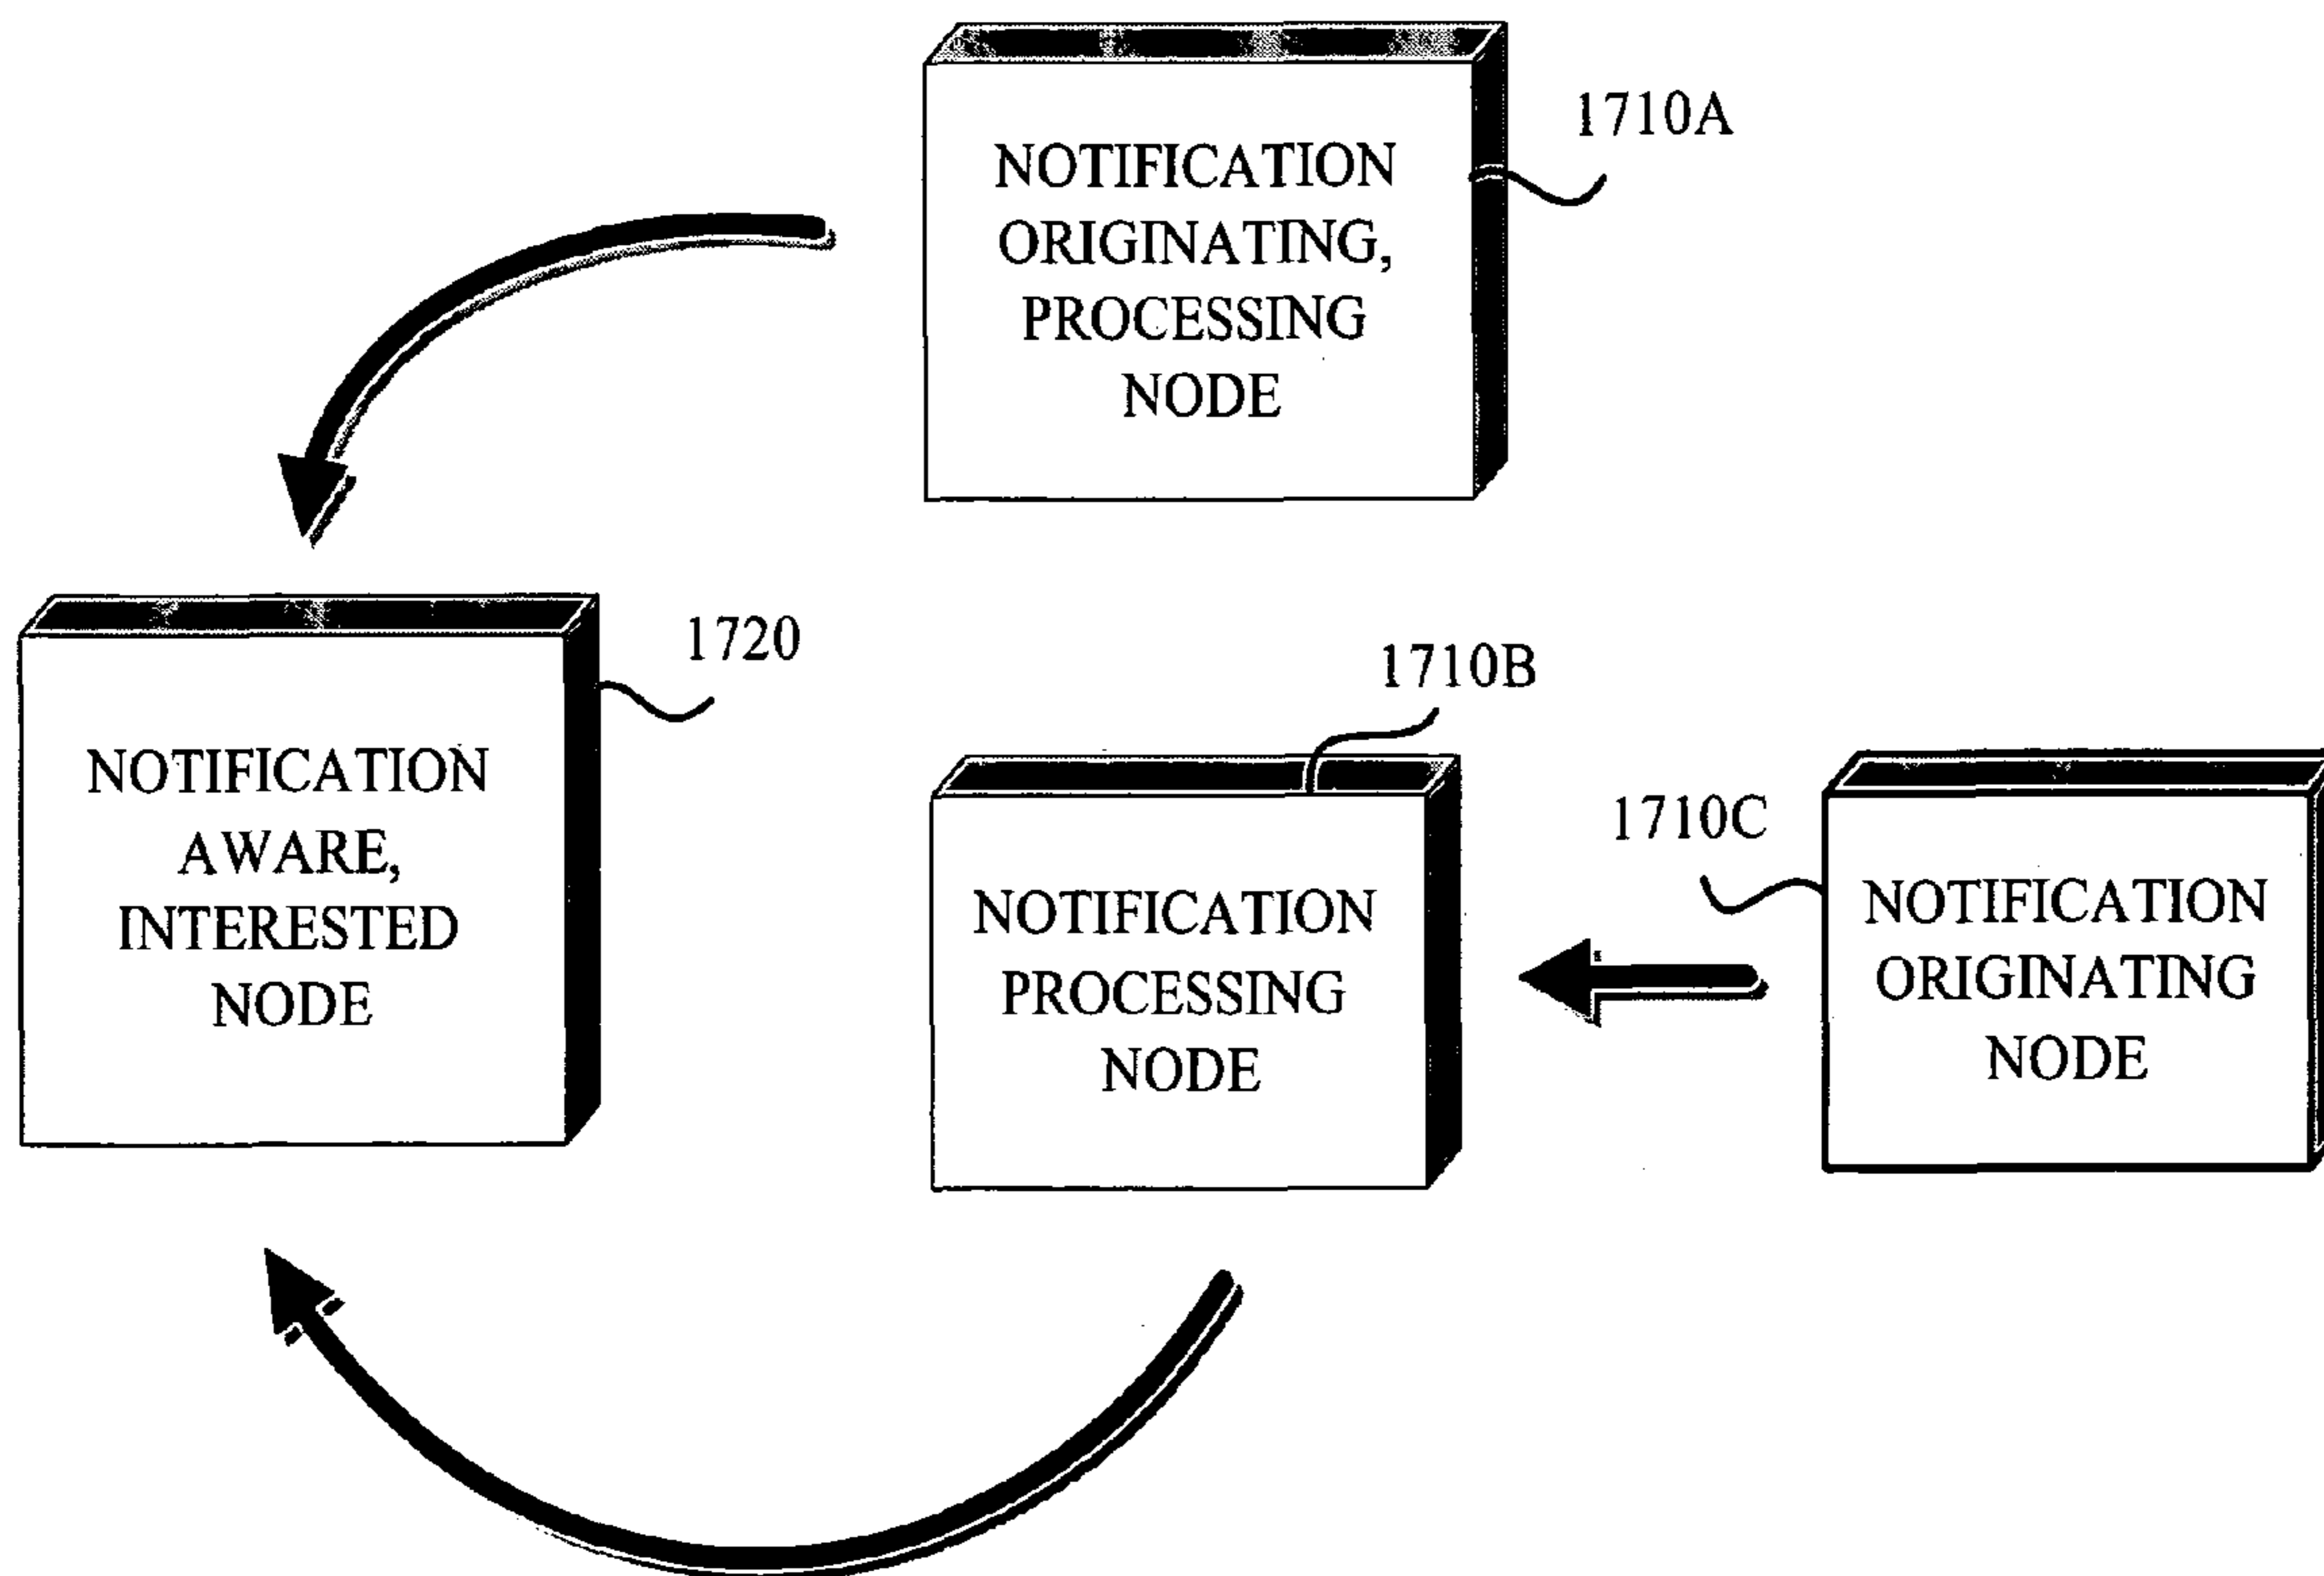 1710A
NOTIFICATION
ORIGINATING,
PROCESSING
NODE
1720
NOTIFICATION
AWARE,
INTERESTED
NODE
1710B
NOTIFICATION
PROCESSING
NODE
1710C
NOTIFICATION
ORIGINATING
NODE